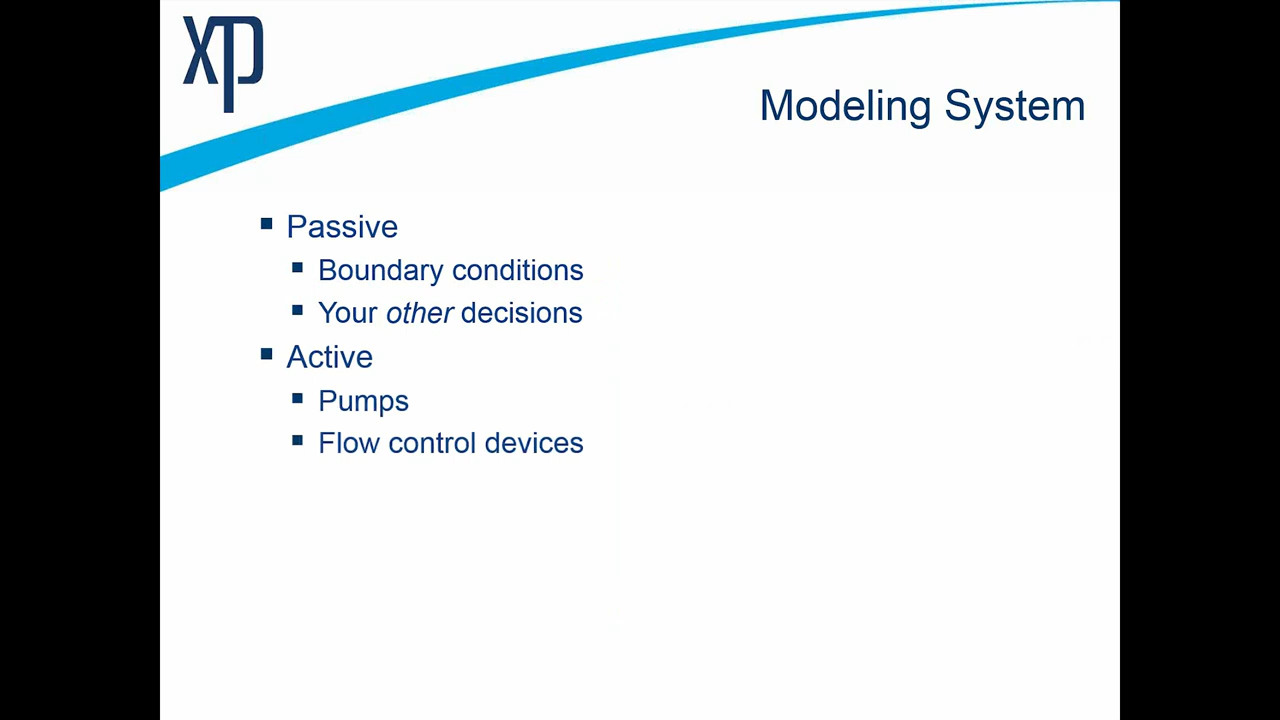 xp
Modeling System
Passive
Boundary conditions
Your other decisions
Active
Pumps
Flow control devices